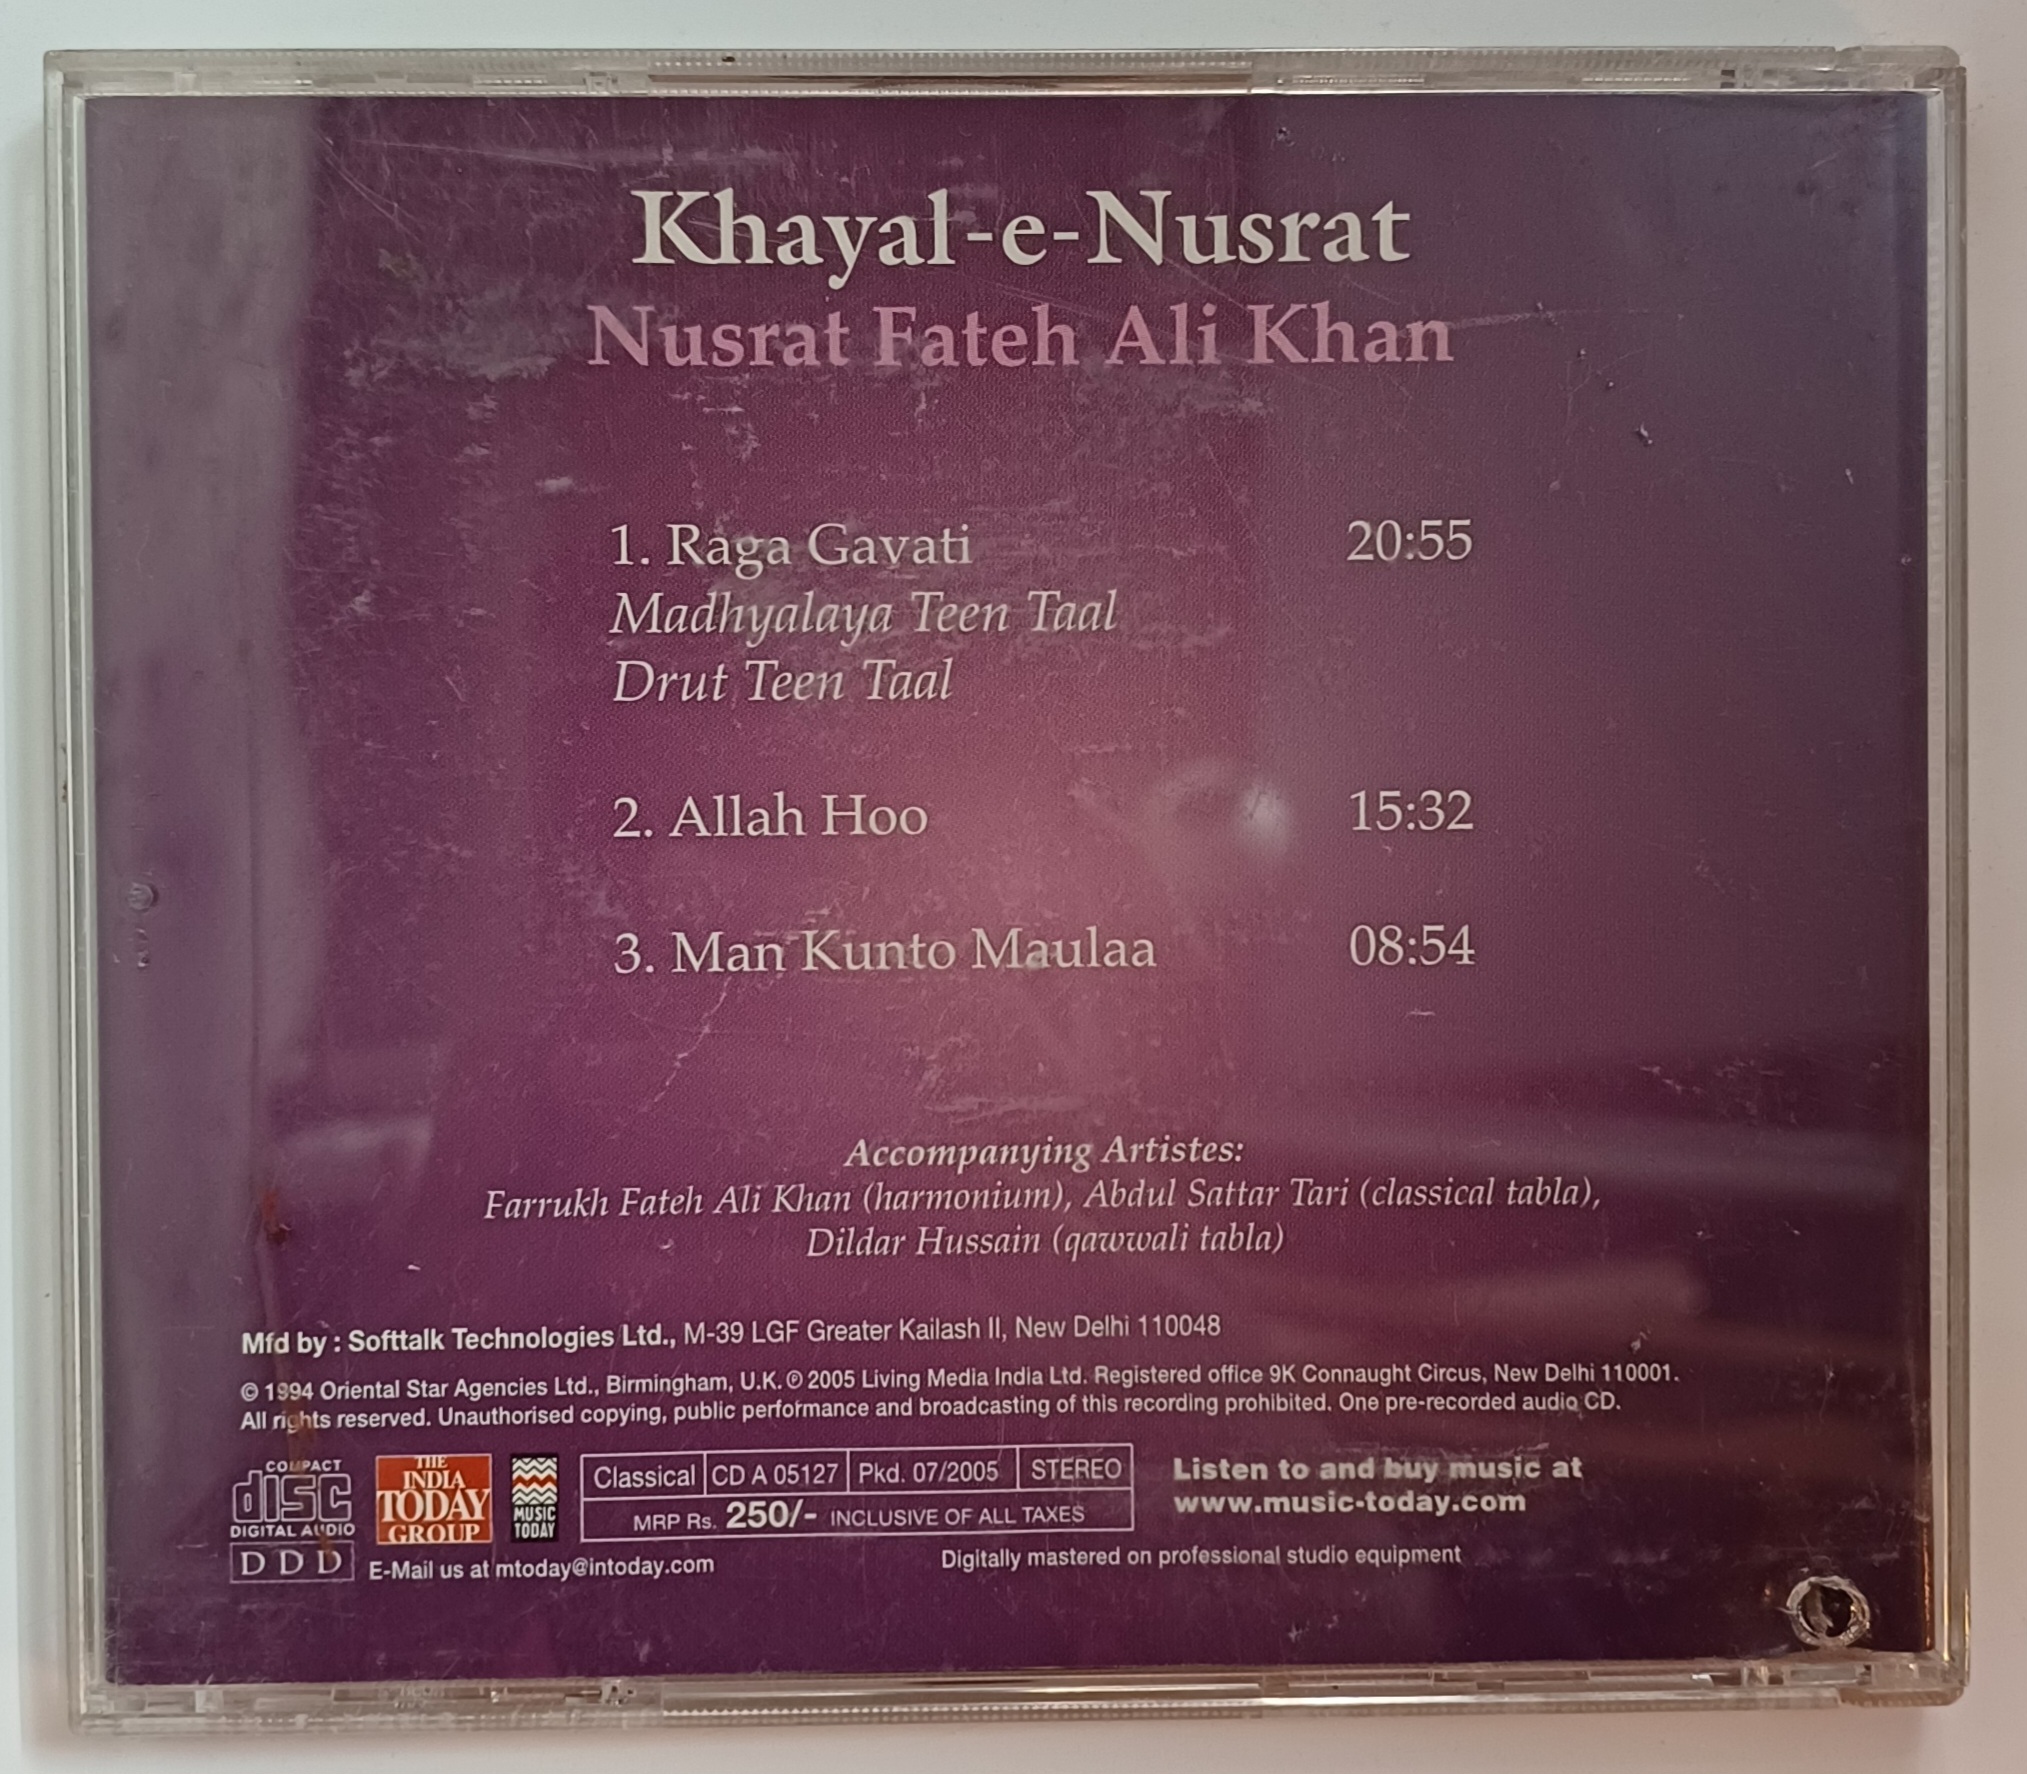 Khayal-e-Nusrat
Nusrat Fateh Ali Khan
1. Raga Gavati 20:55
Madhyalaya Teen Taal
Drut Teen Taal
2. Allah Hoo 15:32
3. Man Kunto Maulaa 08:54
Accompanying Artistes:
Farrukh Fateh Ali Khan (harmonium), Abdul Sattar Tari (classical tabla),
Dildar Hussain (qawwali tabla)
Mfd by : Softtalk Technologies Ltd., M-39 LGF Greater Kailash II, New Delhi 110048
© 1994 Oriental Star Agencies Ltd., Birmingham, U.K. ℗ 2005 Living Media India Ltd. Registered office 9K Connaught Circus, New Delhi 110001.
All rights reserved. Unauthorised copying, public performance and broadcasting of this recording prohibited. One pre-recorded audio CD.
COMPACT
disc
DIGITAL AUDIO
DDD
THE
INDIA
TODAY
GROUP
MUSIC
TODAY
Classical CD A 05127 Pkd. 07/2005 STEREO
MRP Rs. 250/- INCLUSIVE OF ALL TAXES
Listen to and buy music at
www.music-today.com
E-Mail us at mtoday@intoday.com
Digitally mastered on professional studio equipment